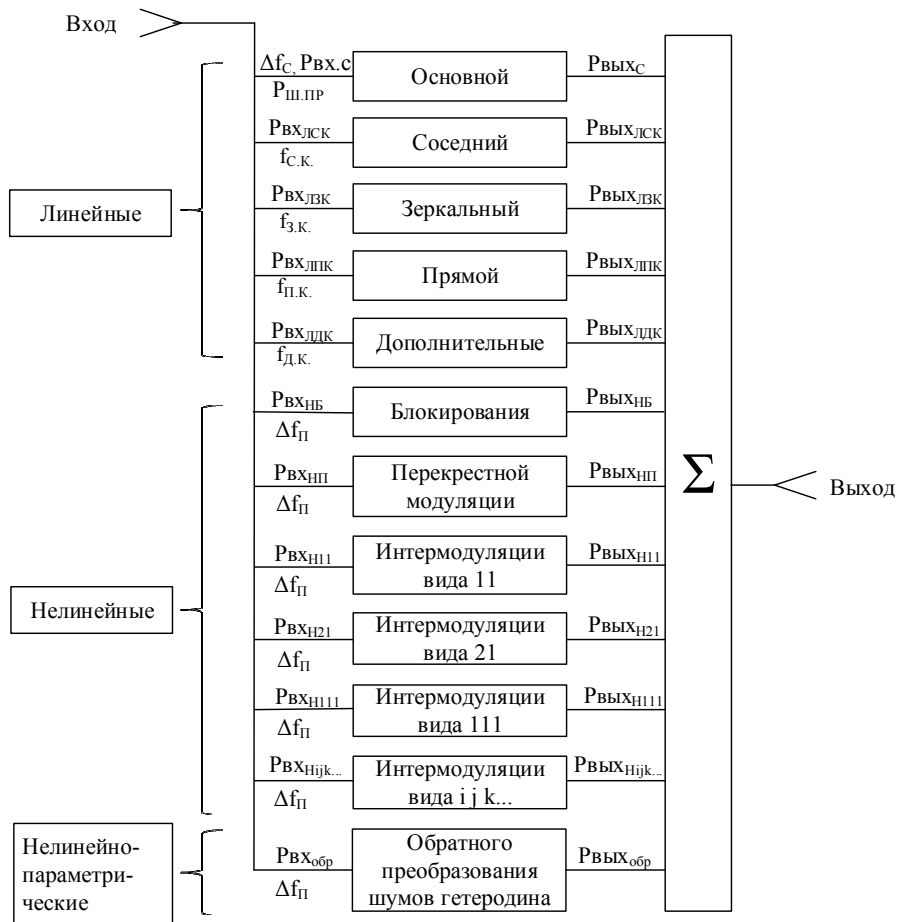 Вход
Δf_С, Рвх.с
Р_Ш.ПР
Основной
Рвых_С
Рвх_ЛСК
f_С.К.
Соседний
Рвых_ЛСК
Линейные
Рвх_ЛЗК
f_З.К.
Зеркальный
Рвых_ЛЗК
Рвх_ЛПК
f_П.К.
Прямой
Рвых_ЛПК
Рвх_ЛДК
f_Д.К.
Дополнительные
Рвых_ЛДК
Рвх_НБ
Δf_П
Блокирования
Рвых_НБ
Рвх_НП
Δf_П
Перекрестной
модуляции
Рвых_НП
Σ
Выход
Рвх_Н11
Δf_П
Интермодуляции
вида 11
Рвых_Н11
Нелинейные
Рвх_Н21
Δf_П
Интермодуляции
вида 21
Рвых_Н21
Рвх_Н111
Δf_П
Интермодуляции
вида 111
Рвых_Н111
Рвх_Нijk...
Δf_П
Интермодуляции
вида i j k...
Рвых_Нijk...
Нелинейно-
параметри-
ческие
Рвх_обр
Δf_П
Обратного
преобразования
шумов гетеродина
Рвых_обр